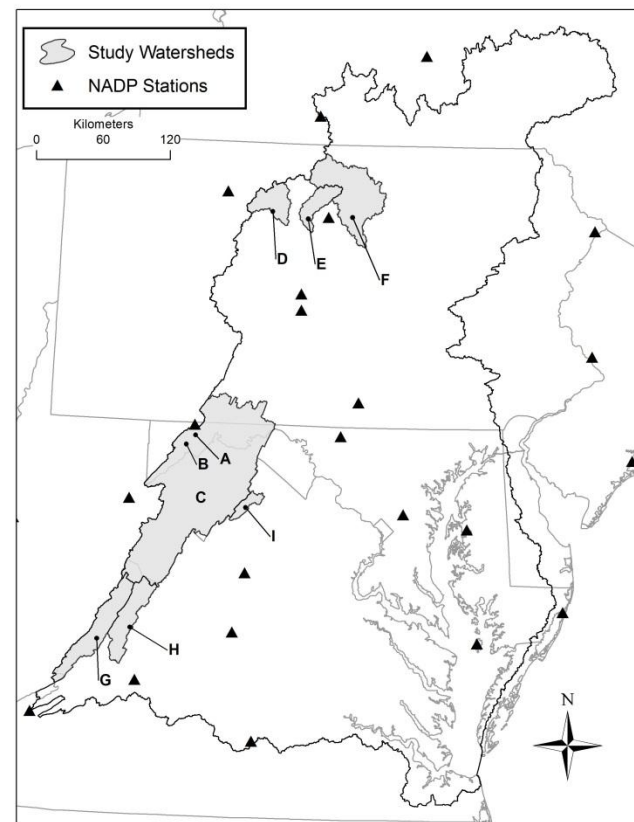 Study Watersheds
NADP Stations
Kilometers
0 60 120
D
E
F
A
B
C
I
H
G
N